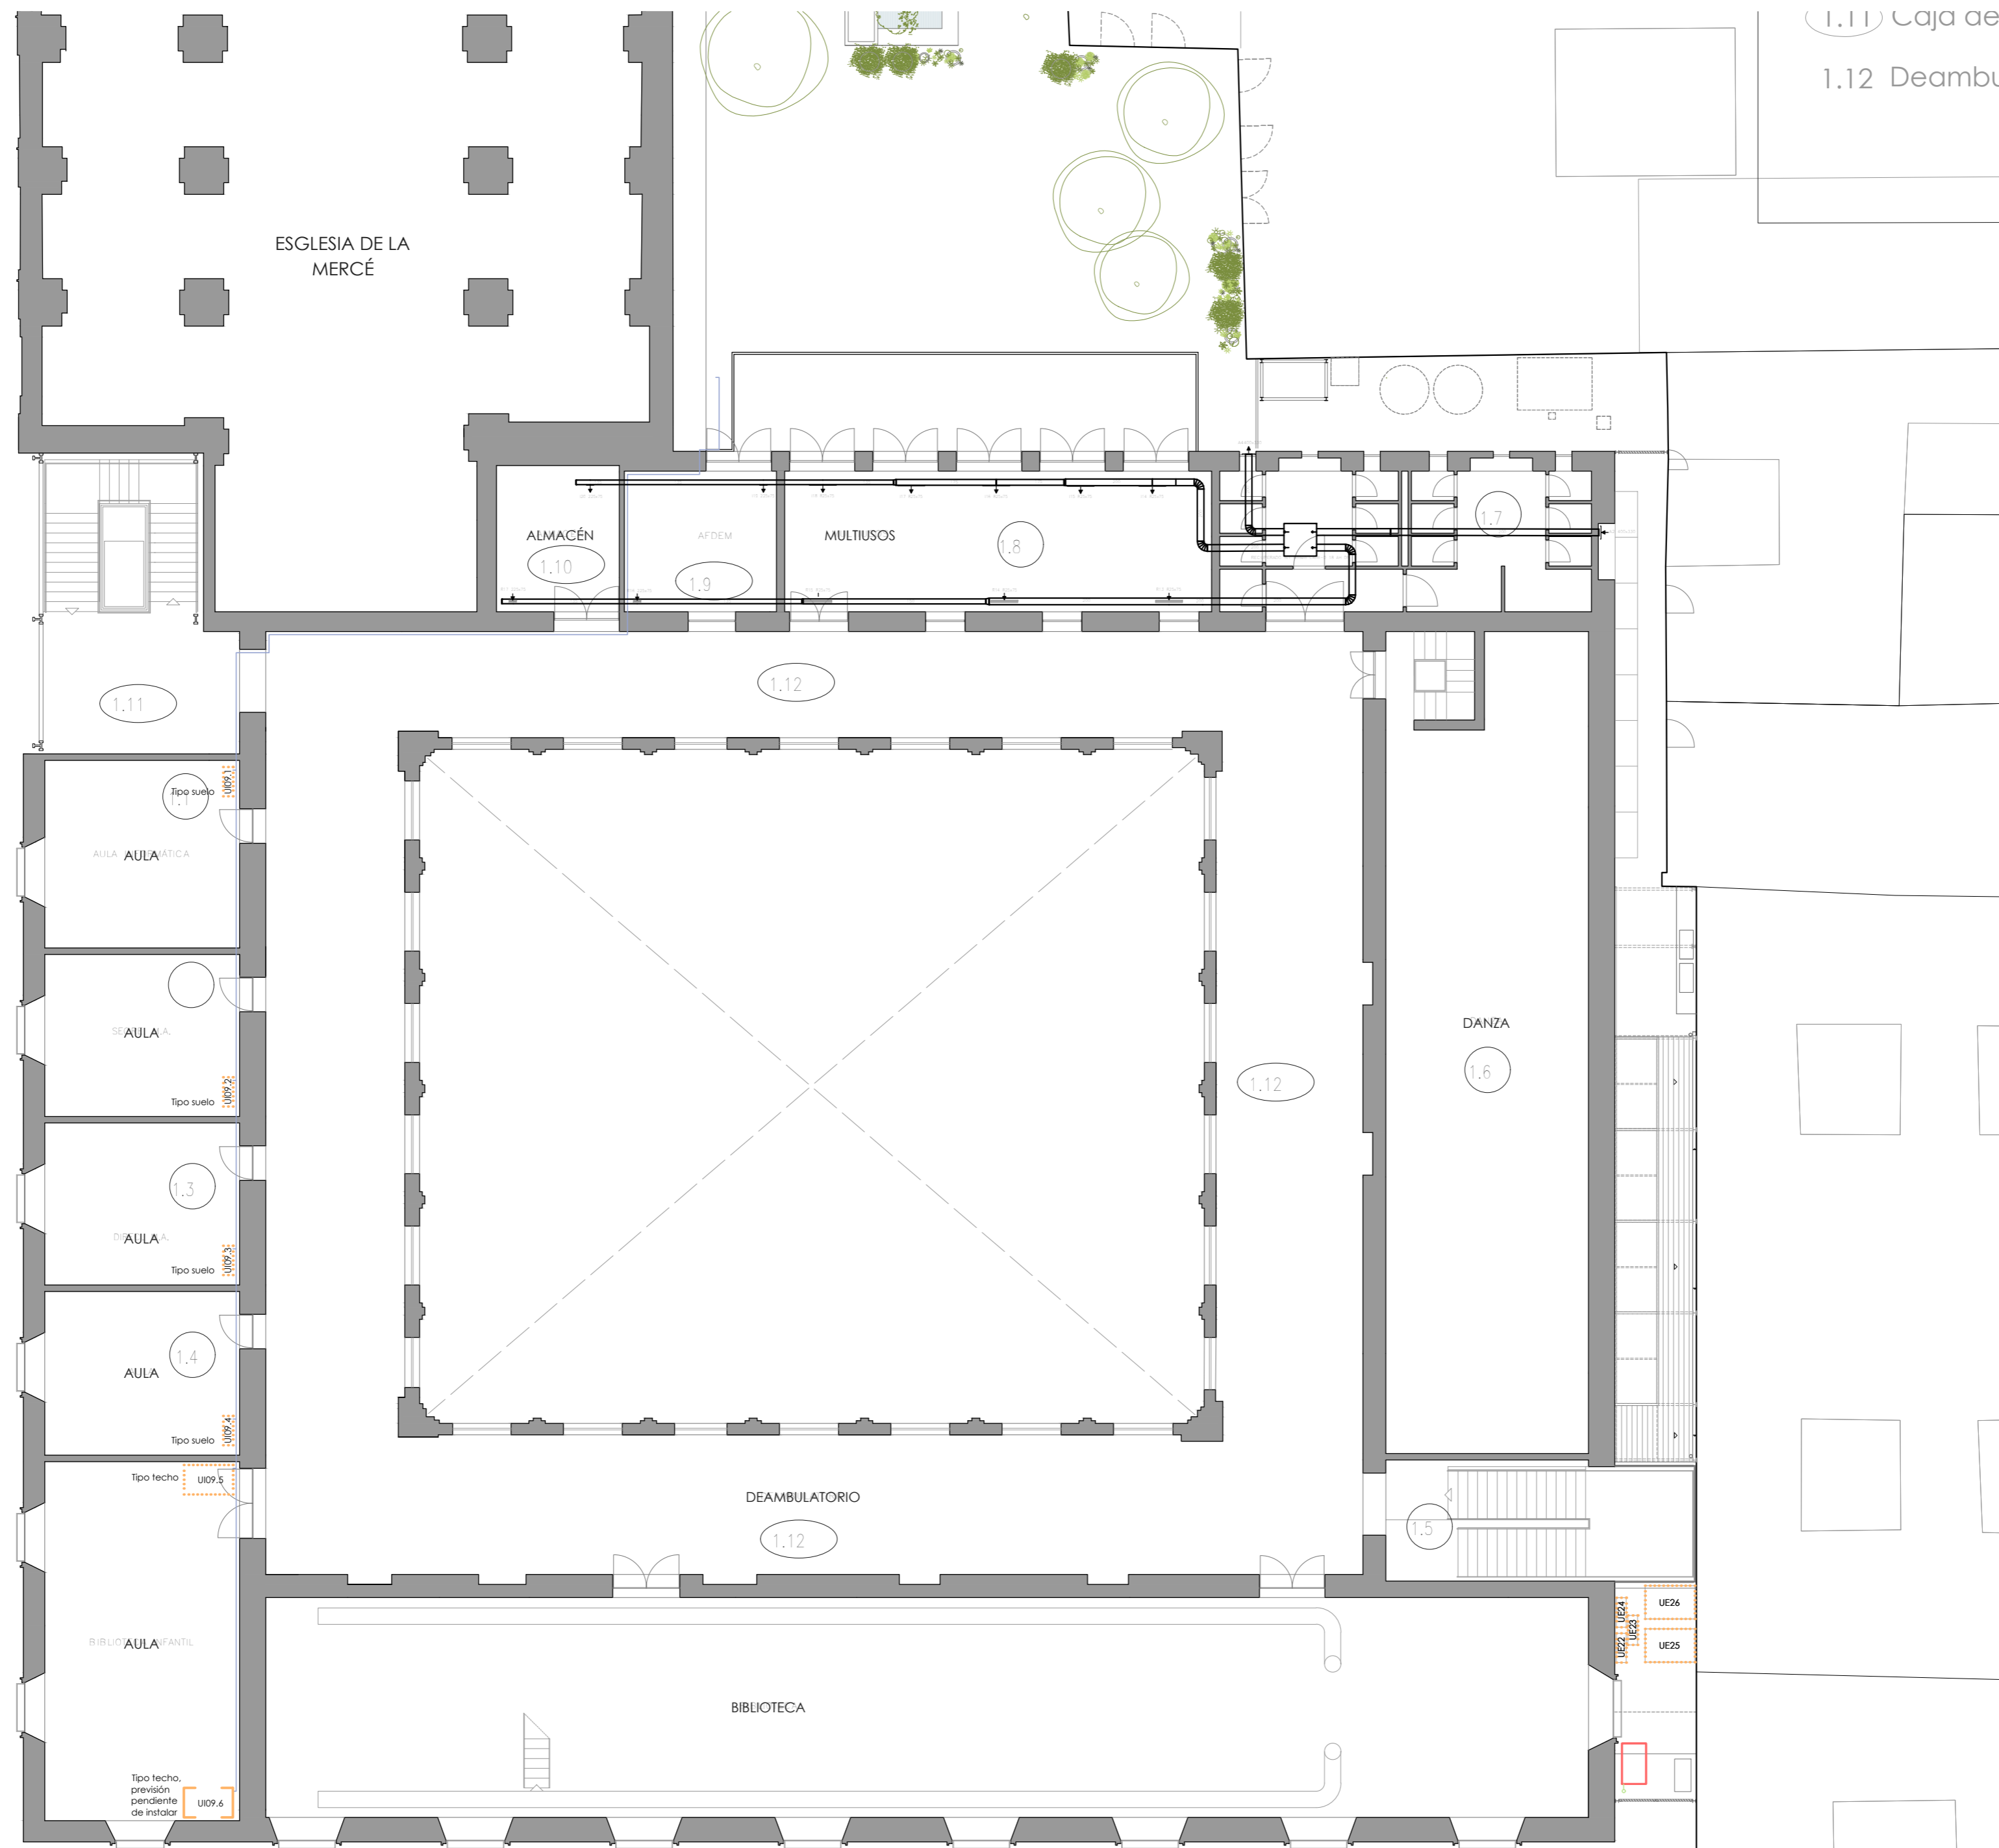 1.11 Caja de
1.12 Deambu
ESGLESIA DE LA
MERCÉ
ALMACÉN
1.10
AFDEM
1.9
MULTIUSOS
1.8
1.7
1.12
1.11
Tipo suelo
UI09.1
1.1
AULA
AULA
Tipo suelo
UI09.2
1.3
AULA
Tipo suelo
UI09.3
1.4
AULA
Tipo suelo
UI09.4
1.12
DANZA
1.6
Tipo techo
UI09.5
DEAMBULATORIO
1.12
1.5
UE24
UE23
UE22
UE26
UE25
BIBLIOTECA INFANTIL
AULA
BIBLIOTECA
Tipo techo,
previsión
pendiente
de instalar
UI09.6